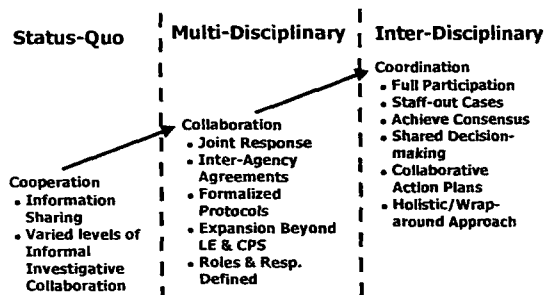 Status-Quo
Multi-Disciplinary
Inter-Disciplinary
Cooperation
• Information
Sharing
• Varied levels of
Informal
Investigative
Collaboration
Collaboration
• Joint Response
• Inter-Agency
Agreements
• Formalized
Protocols
• Expansion Beyond
LE & CPS
• Roles & Resp.
Defined
Coordination
• Full Participation
• Staff-out Cases
• Achieve Consensus
• Shared Decision-
making
• Collaborative
Action Plans
• Holistic/Wrap-
around Approach